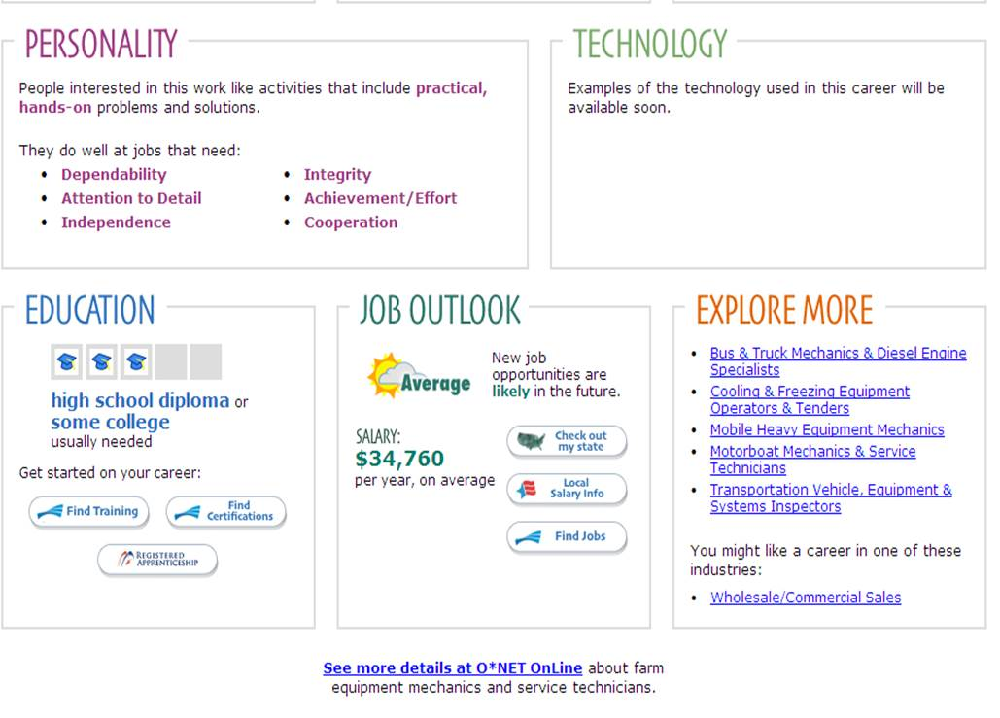 PERSONALITY
People interested in this work like activities that include practical,
hands-on problems and solutions.
They do well at jobs that need:
• Dependability
• Attention to Detail
• Independence
• Integrity
• Achievement/Effort
• Cooperation
TECHNOLOGY
Examples of the technology used in this career will be
available soon.
EDUCATION
high school diploma or
some college
usually needed
Get started on your career:
Find Training
Find
Certifications
REGISTERED
APPRENTICESHIP
JOB OUTLOOK
Average
New job
opportunities are
likely in the future.
SALARY:
$34,760
per year, on average
Check out
my state
Local
Salary Info
Find Jobs
EXPLORE MORE
• Bus & Truck Mechanics & Diesel Engine
Specialists
• Cooling & Freezing Equipment
Operators & Tenders
• Mobile Heavy Equipment Mechanics
• Motorboat Mechanics & Service
Technicians
• Transportation Vehicle, Equipment &
Systems Inspectors
You might like a career in one of these
industries:
• Wholesale/Commercial Sales
See more details at O*NET OnLine about farm
equipment mechanics and service technicians.